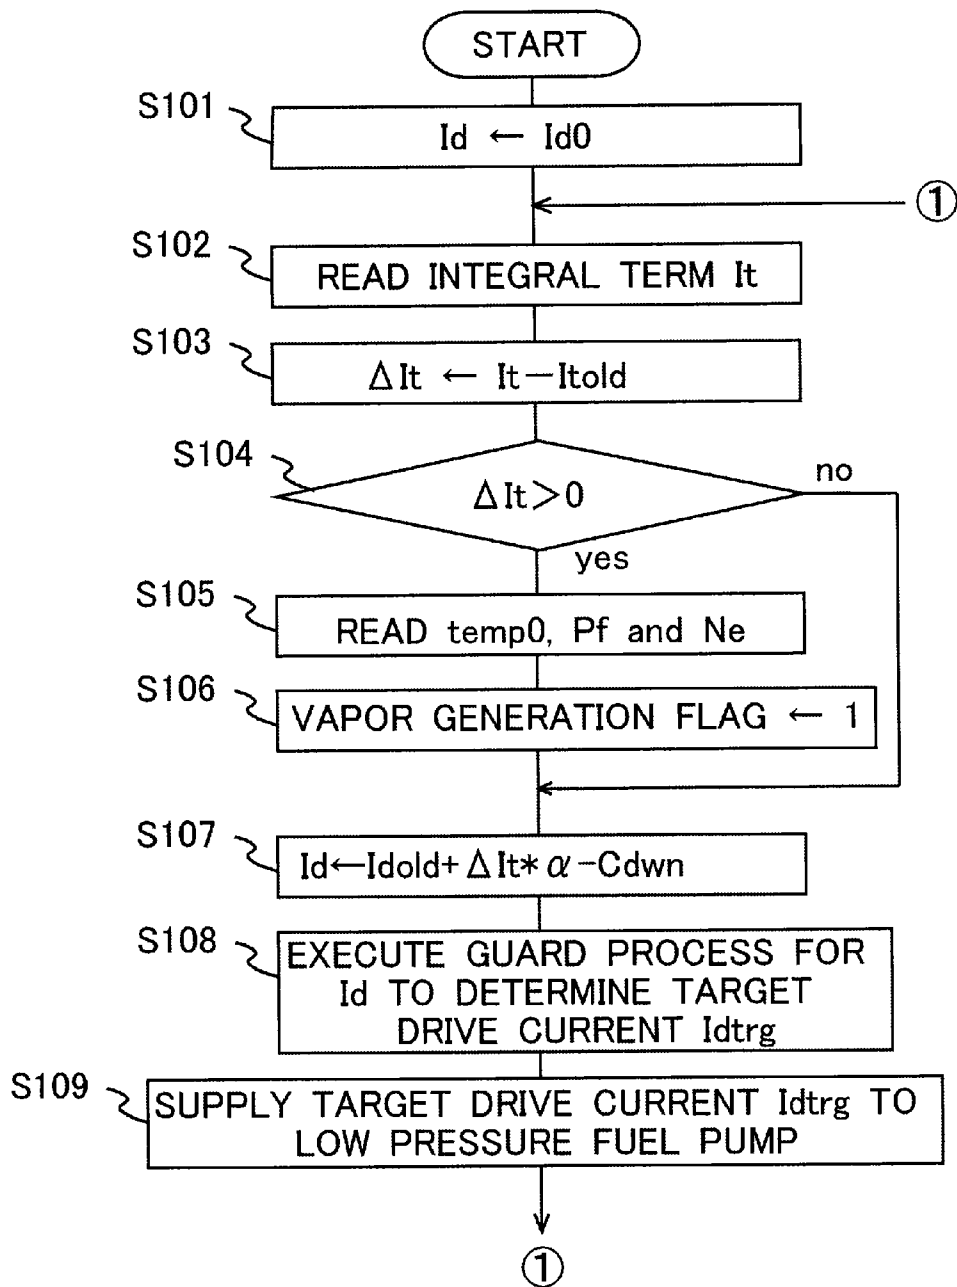 START
S101
Id ← Id0
①
S102
READ INTEGRAL TERM It
S103
ΔIt ← It－Itold
S104
ΔIt＞0
no
yes
S105
READ temp0, Pf and Ne
S106
VAPOR GENERATION FLAG ← 1
S107
Id←Idold+ΔIt*α-Cdwn
S108
EXECUTE GUARD PROCESS FOR
Id TO DETERMINE TARGET
DRIVE CURRENT Idtrg
S109
SUPPLY TARGET DRIVE CURRENT Idtrg TO
LOW PRESSURE FUEL PUMP
①